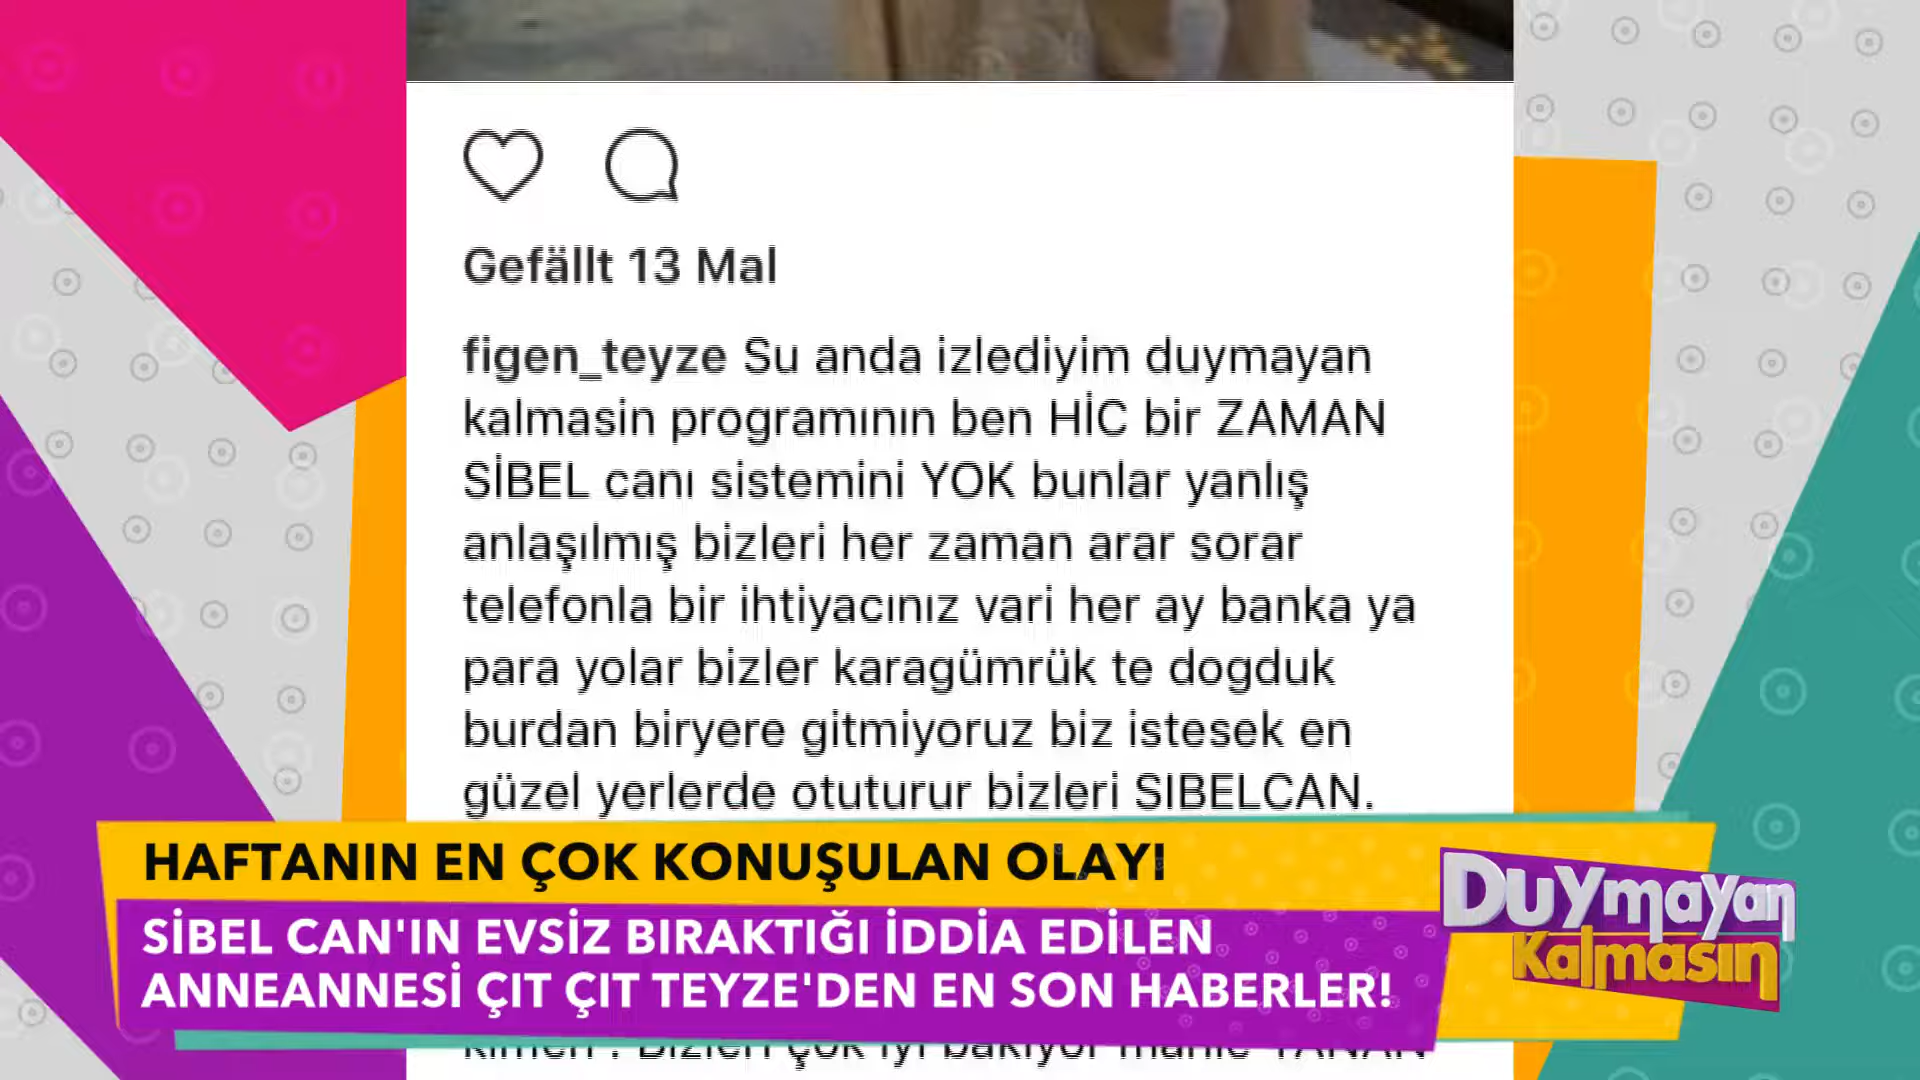 Gefällt 13 Mal
figen_teyze Su anda izlediyim duymayan
kalmasin programının ben HİC bir ZAMAN
SİBEL canı sistemini YOK bunlar yanlış
anlaşılmış bizleri her zaman arar sorar
telefonla bir ihtiyacınız vari her ay banka ya
para yolar bizler karagümrük te dogduk
burdan biryere gitmiyoruz biz istesek en
güzel yerlerde otuturur bizleri SIBELCAN.
HAFTANIN EN ÇOK KONUŞULAN OLAYI
SİBEL CAN'IN EVSİZ BIRAKTIĞI İDDİA EDİLEN
ANNEANNESİ ÇIT ÇIT TEYZE'DEN EN SON HABERLER!
Duymayan
Kalmasın